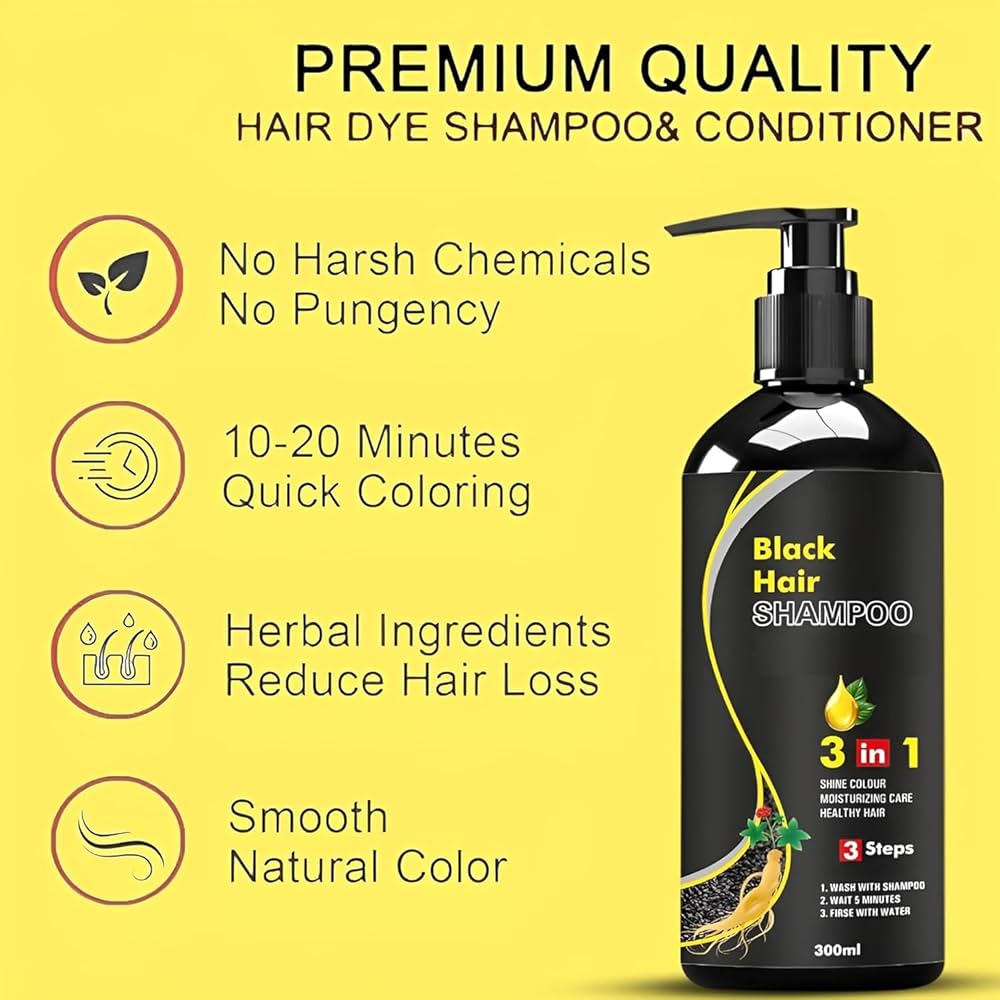 PREMIUM QUALITY
HAIR DYE SHAMPOO& CONDITIONER
No Harsh Chemicals
No Pungency
10-20 Minutes
Quick Coloring
Herbal Ingredients
Reduce Hair Loss
Smooth
Natural Color
Black
Hair
SHAMPOO
3 in 1
SHINE COLOUR
MOISTURIZING CARE
HEALTHY HAIR
3 Steps
1. WASH WITH SHAMPOO
2. WAIT 5 MINUTES
3. FIRSE WITH WATER
300ml